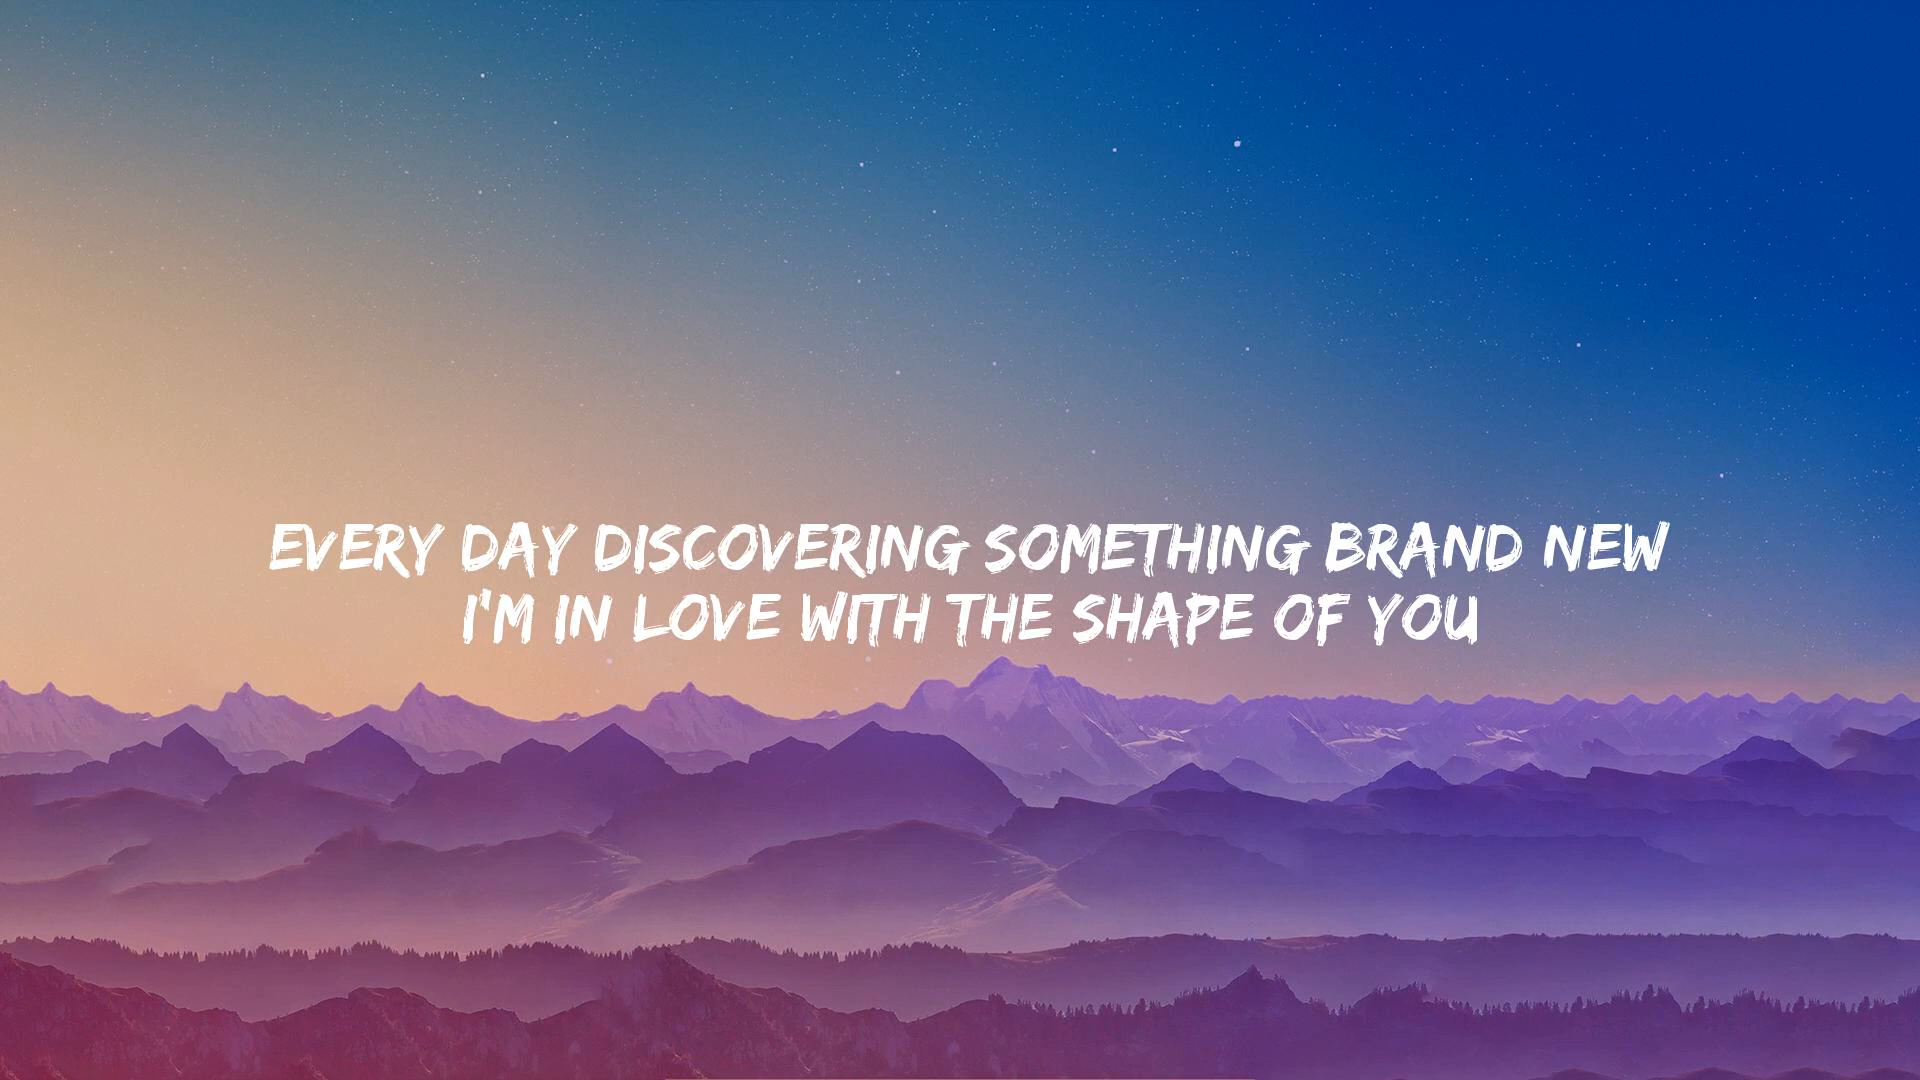 EVERY DAY DISCOVERING SOMETHING BRAND NEW
I'M IN LOVE WITH THE SHAPE OF YOU